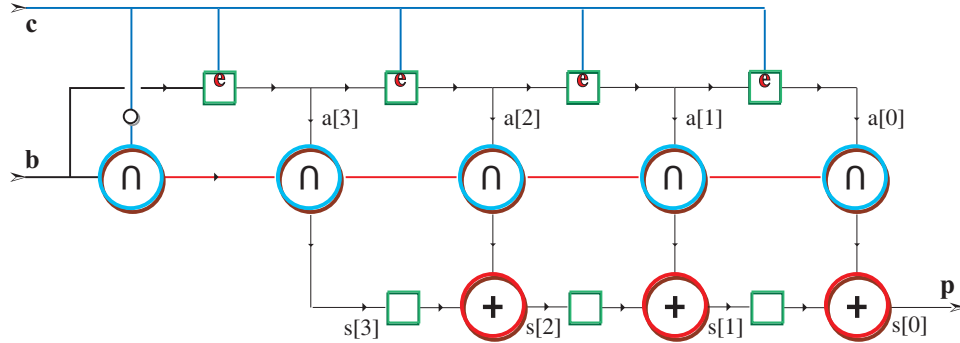 c
e e e e
a[3] a[2] a[1] a[0]
b
∩ ∩ ∩ ∩ ∩
p
+ + +
s[3] s[2] s[1] s[0]